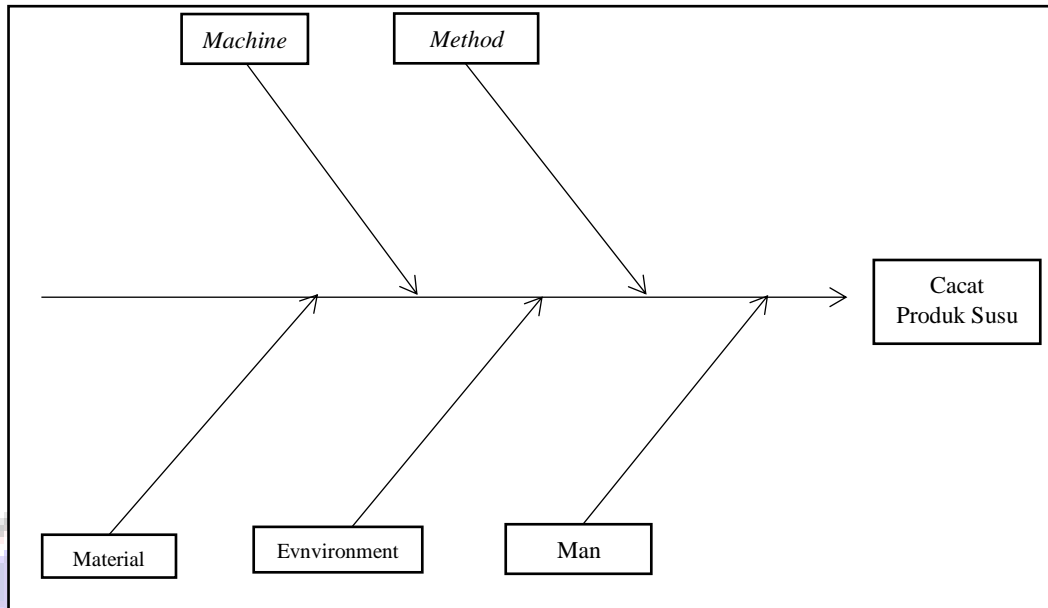 Machine
Method
Cacat
Produk Susu
Material
Evnvironment
Man